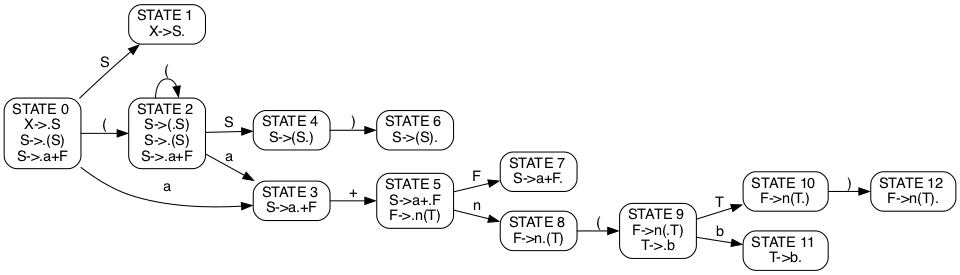 STATE 1
X->S.
S
(
STATE 0
X->.S
S->.(S)
S->.a+F
(
STATE 2
S->(.S)
S->.(S)
S->.a+F
S
STATE 4
S->(S.)
)
STATE 6
S->(S).
a
a
STATE 3
S->a.+F
+
STATE 5
S->a+.F
F->.n(T)
F
STATE 7
S->a+F.
n
STATE 8
F->n.(T)
(
STATE 9
F->n(.T)
T->.b
T
STATE 10
F->n(T.)
)
STATE 12
F->n(T).
b
STATE 11
T->b.